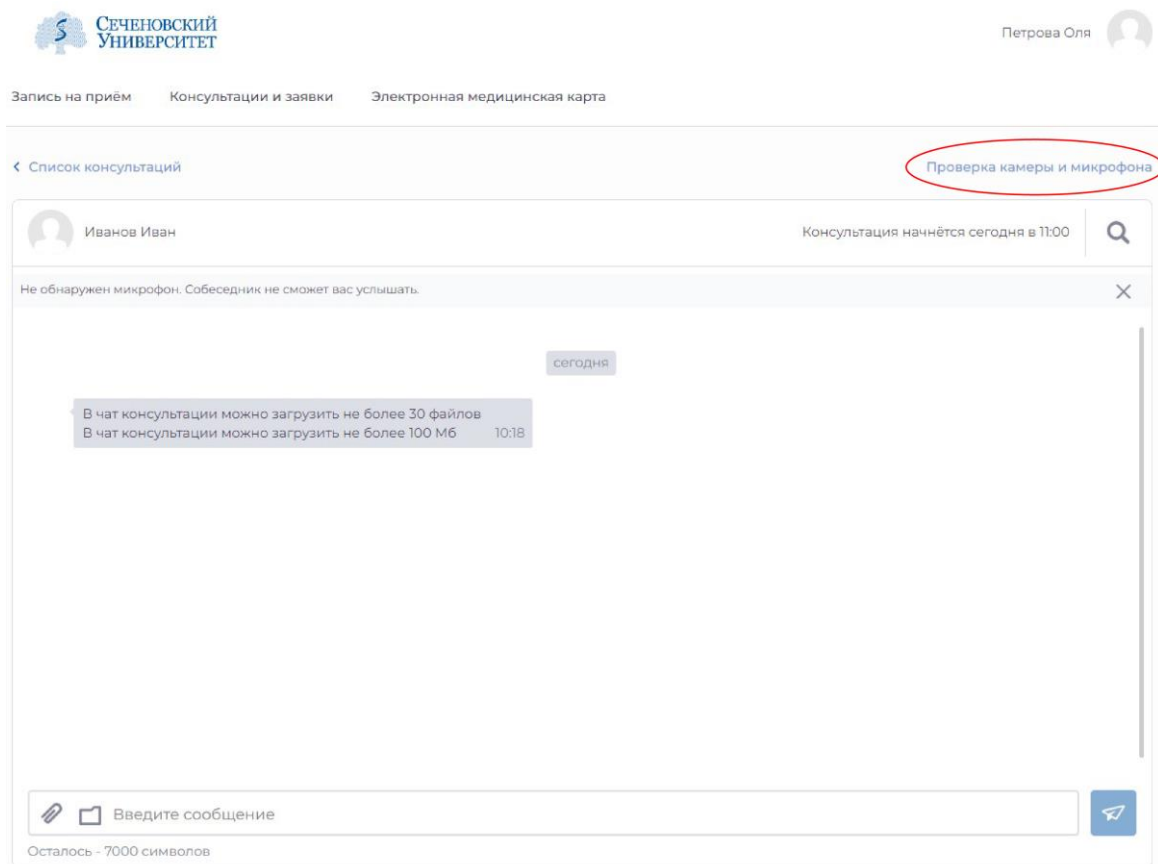 Сеченовский
Университет
Петрова Оля
Запись на приём Консультации и заявки Электронная медицинская карта
Список консультаций Проверка камеры и микрофона
Иванов Иван Консультация начнётся сегодня в 11:00
Не обнаружен микрофон. Собеседник не сможет вас услышать.
сегодня
В чат консультации можно загрузить не более 30 файлов
В чат консультации можно загрузить не более 100 Мб 10:18
Введите сообщение
Осталось - 7000 символов